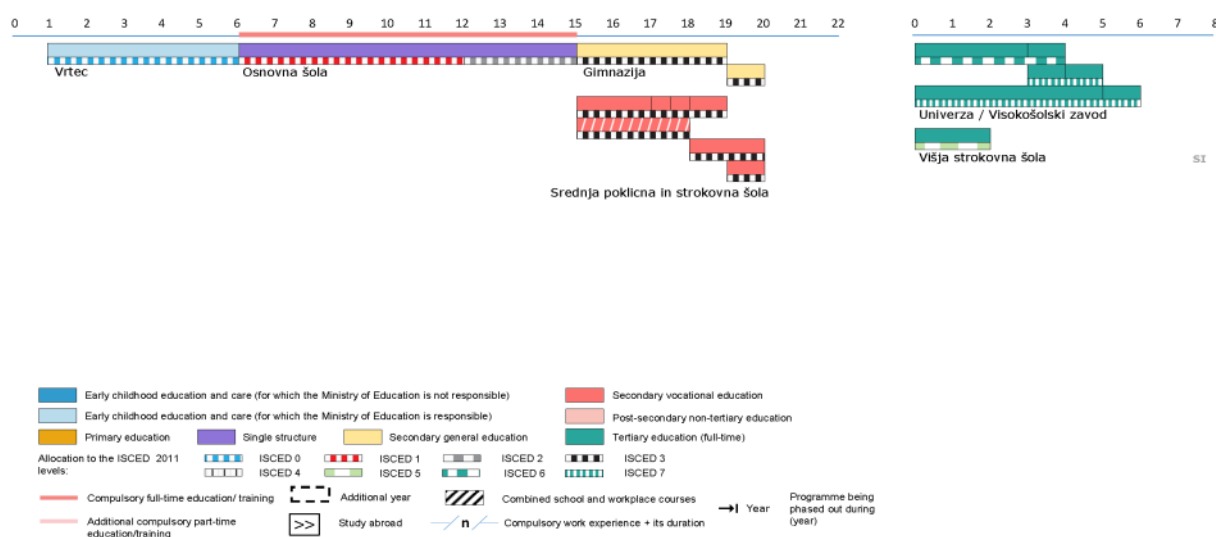 0 1 2 3 4 5 6 7 8 9 10 11 12 13 14 15 16 17 18 19 20 21 22
0 1 2 3 4 5 6 7 8
Vrtec
Osnovna šola
Gimnazija
Srednja poklicna in strokovna šola
Univerza / Visokošolski zavod
Višja strokovna šola
SI
Early childhood education and care (for which the Ministry of Education is not responsible)
Secondary vocational education
Early childhood education and care (for which the Ministry of Education is responsible)
Post-secondary non-tertiary education
Primary education
Single structure
Secondary general education
Tertiary education (full-time)
Allocation to the ISCED 2011
levels:
ISCED 0
ISCED 1
ISCED 2
ISCED 3
ISCED 4
ISCED 5
ISCED 6
ISCED 7
Compulsory full-time education/ training
Additional year
Combined school and workplace courses
Year
Programme being
phased out during
(year)
Additional compulsory part-time
education/training
>>
Study abroad
n
Compulsory work experience + its duration